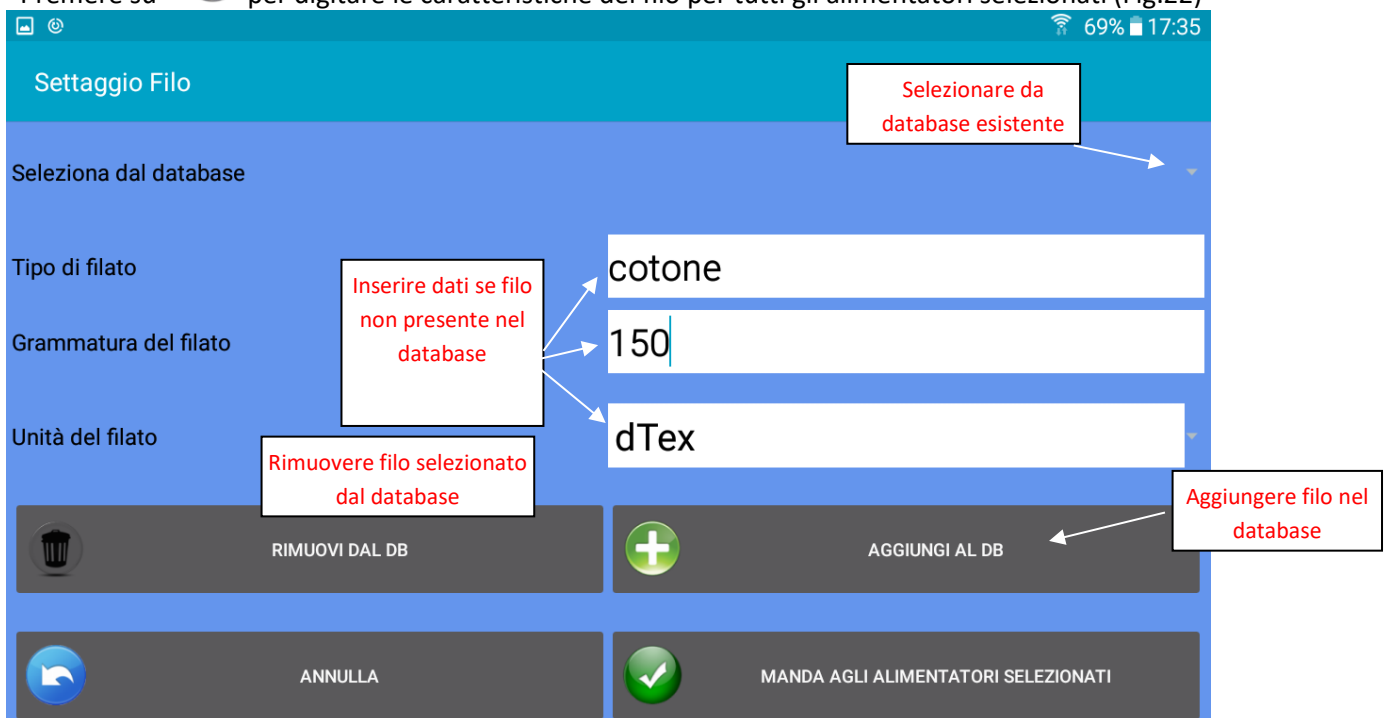 Premere su per digitare le caratteristiche del filo per tutti gli alimentatori selezionati (Fig.22)
69% 17:35
Settaggio Filo
Selezionare da
database esistente
Seleziona dal database
Tipo di filato
cotone
Inserire dati se filo
non presente nel
database
Grammatura del filato
150
Unità del filato
dTex
Rimuovere filo selezionato
dal database
Aggiungere filo nel
database
RIMUOVI DAL DB
AGGIUNGI AL DB
ANNULLA
MANDA AGLI ALIMENTATORI SELEZIONATI